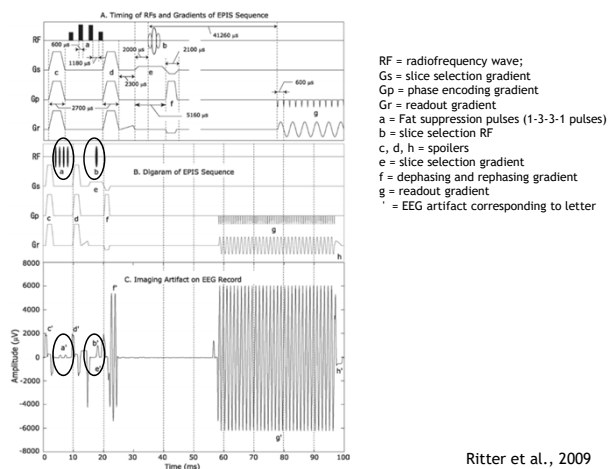 A. Timing of RFs and Gradients of EPIS Sequence
RF
600 μs
a
b
41260 μs
1180 μs
2000 μs
2100 μs
Gs
c
d
e
2300 μs
600 μs
Gp
f
2700 μs
5160 μs
g
Gr
RF
a
b
B. Digaram of EPIS Sequence
Gs
e
Gp
c
d
f
g
Gr
h
C. Imaging Artifact on EEG Record
8000
6000
4000
2000
0
-2000
-4000
-6000
-8000
Amplitude (μV)
c'
a'
d'
b'
e'
f'
g'
h'
0
10
20
30
40
50
60
70
80
90
100
Time (ms)
RF = radiofrequency wave;
Gs = slice selection gradient
Gp = phase encoding gradient
Gr = readout gradient
a = Fat suppression pulses (1-3-3-1 pulses)
b = slice selection RF
c, d, h = spoilers
e = slice selection gradient
f = dephasing and rephasing gradient
g = readout gradient
' = EEG artifact corresponding to letter
Ritter et al., 2009